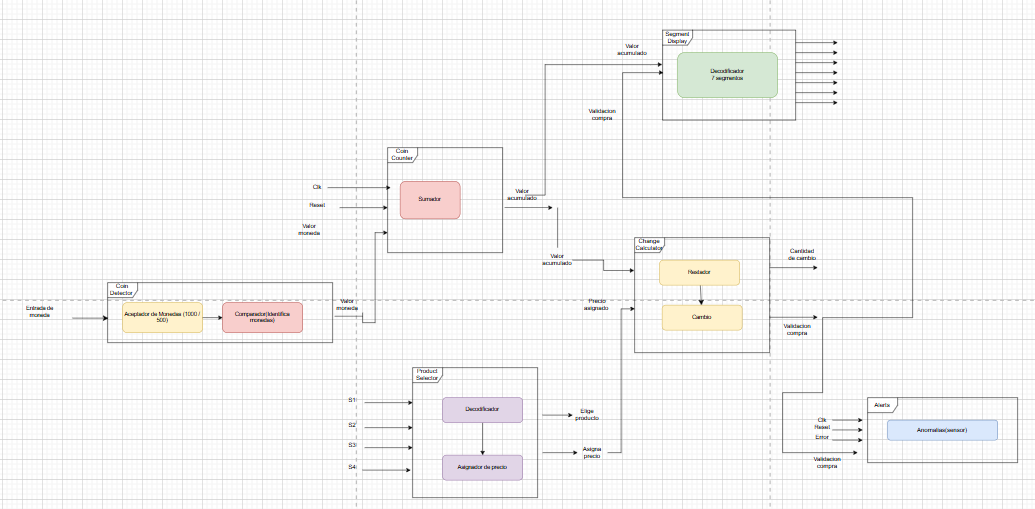 Segment
Display
Valor
acumulado
Decodificador
7 segmentos
Validacion
compra
Coin
Counter
Clk
Sumador
Reset
Valor
acumulado
Valor
moneda
Change
Calculator
Cantidad
de cambio
Valor
acumulado
Restador
Coin
Detector
Entrada de
moneda
Aceptador de Monedas (1000 /
500)
Comparador(Identifica
monedas)
Valor
moneda
Precio
asignado
Cambio
Validacion
compra
Product
Selector
S1
S2
S3
S4
Decodificador
Elige
producto
Asignador de precio
Asigna
precio
Alerts
Clk
Reset
Error
Anomalias(sensor)
Validacion
compra